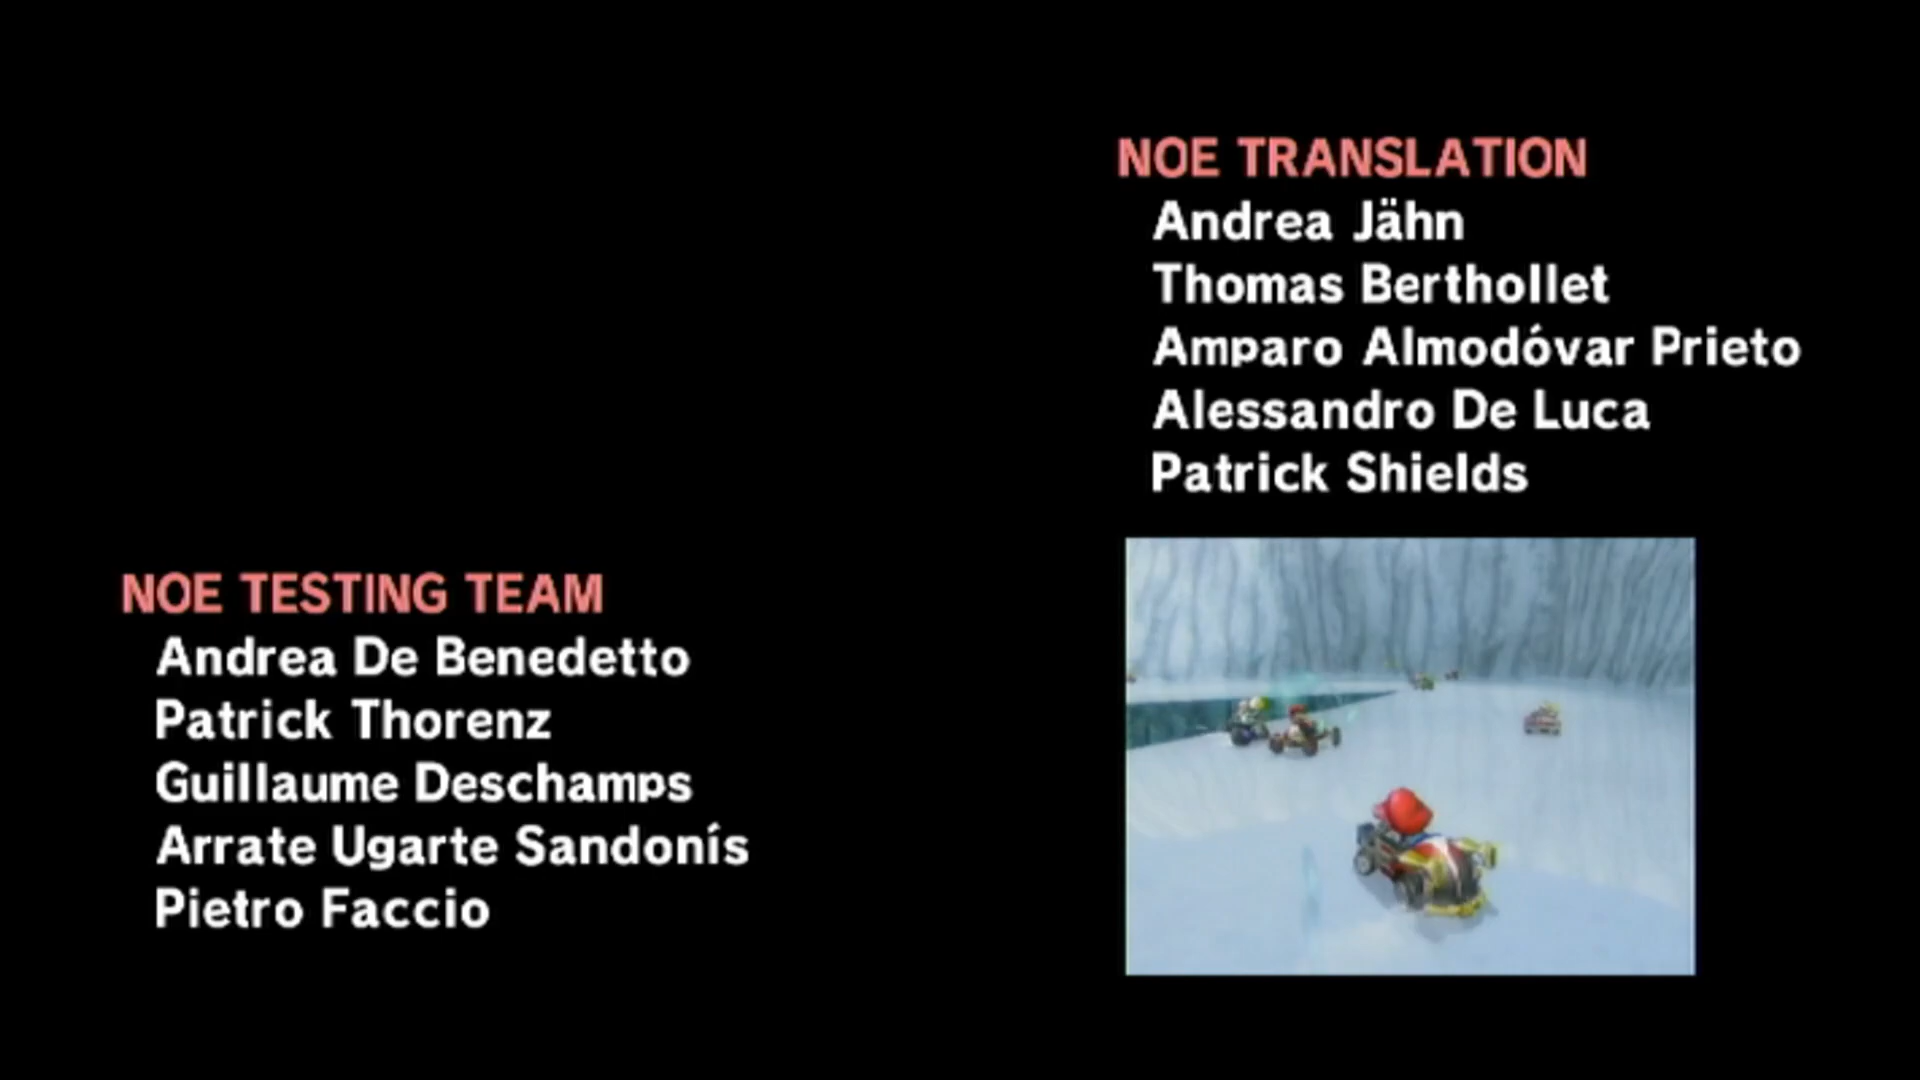 NOE TRANSLATION
Andrea Jähn
Thomas Berthollet
Amparo Almodóvar Prieto
Alessandro De Luca
Patrick Shields
NOE TESTING TEAM
Andrea De Benedetto
Patrick Thorenz
Guillaume Deschamps
Arrate Ugarte Sandonís
Pietro Faccio